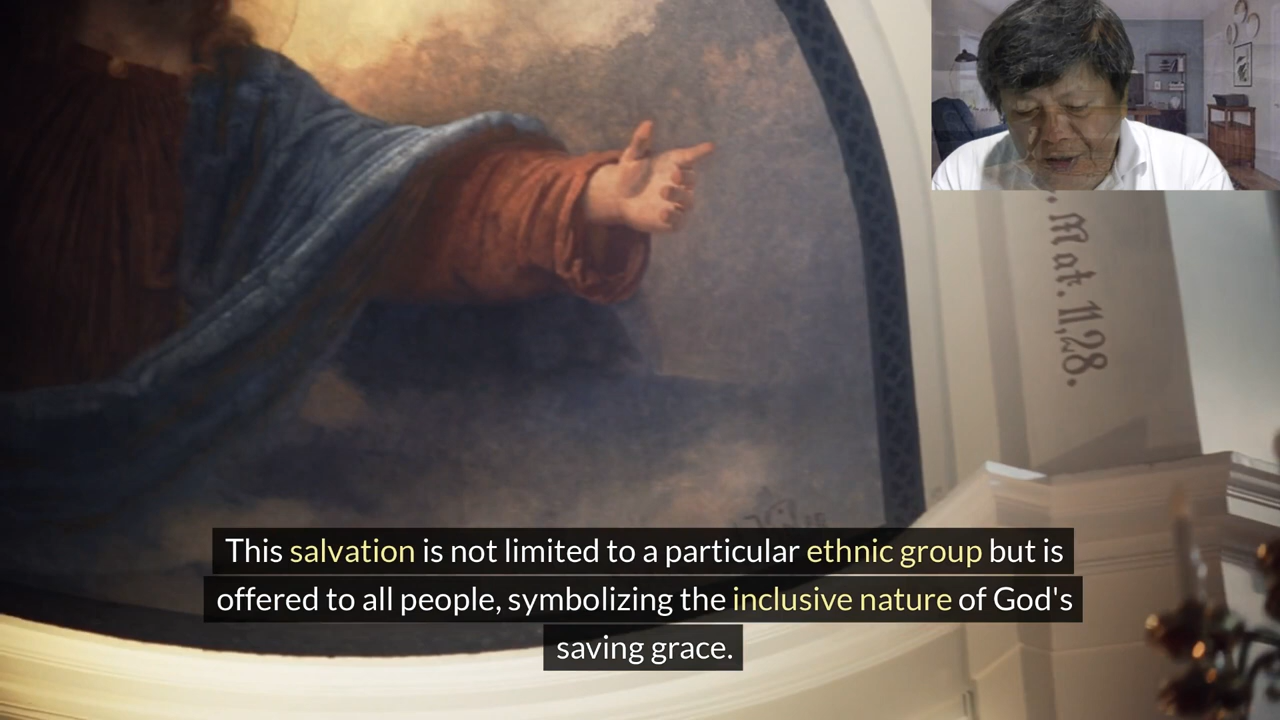 . Mat. 11,28.
This salvation is not limited to a particular ethnic group but is
offered to all people, symbolizing the inclusive nature of God's
saving grace.